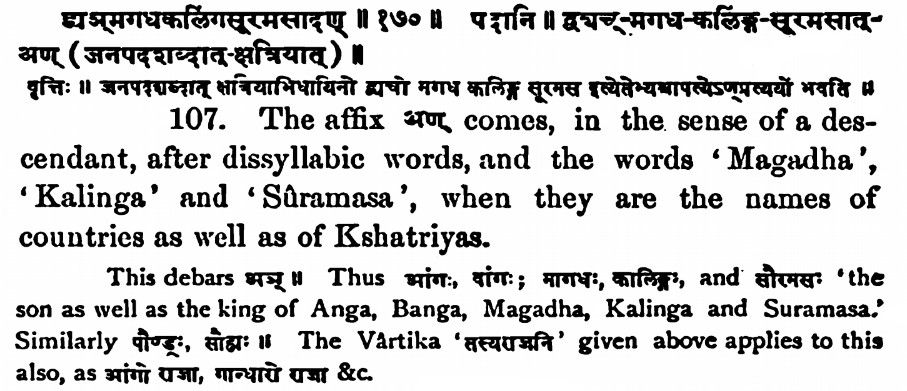 द्व्यञ्मगधकलिंगसूरमसादण् ॥ १७० ॥ पदानि ॥ द्व्यच्-मगध-कलिङ्ग-सूरमसात्-
अण् ( जनपदशब्दात्-क्षत्रियात् ) ॥
वृत्तिः ॥ जनपदशब्दात् क्षत्रियाभिधायिनो द्व्यचो मगध कलिङ्ग सूरमस इत्येतेभ्यश्चापत्येऽण्प्रत्ययो भवति ॥
107. The affix अण् comes, in the sense of a des-
cendant, after dissyllabic words, and the words ‘Magadha’,
‘Kalinga’ and ‘Sûramasa’, when they are the names of
countries as well as of Kshatriyas.
This debars अञ् ॥ Thus आंगः, वांगः; मागधः, कालिङ्गः, and सौरमसः ‘the
son as well as the king of Anga, Banga, Magadha, Kalinga and Suramasa.’
Similarly पौण्ड्रः, सौह्मः ॥ The Vârtika ‘तस्यराजनि’ given above applies to this
also, as आंगो राजा, गान्धारो राजा &c.